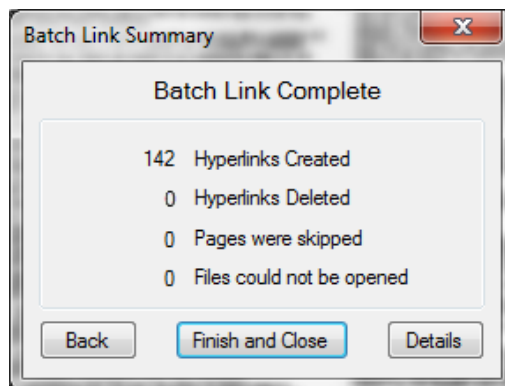 Batch Link Summary
Batch Link Complete
142 Hyperlinks Created
0 Hyperlinks Deleted
0 Pages were skipped
0 Files could not be opened
Back Finish and Close Details